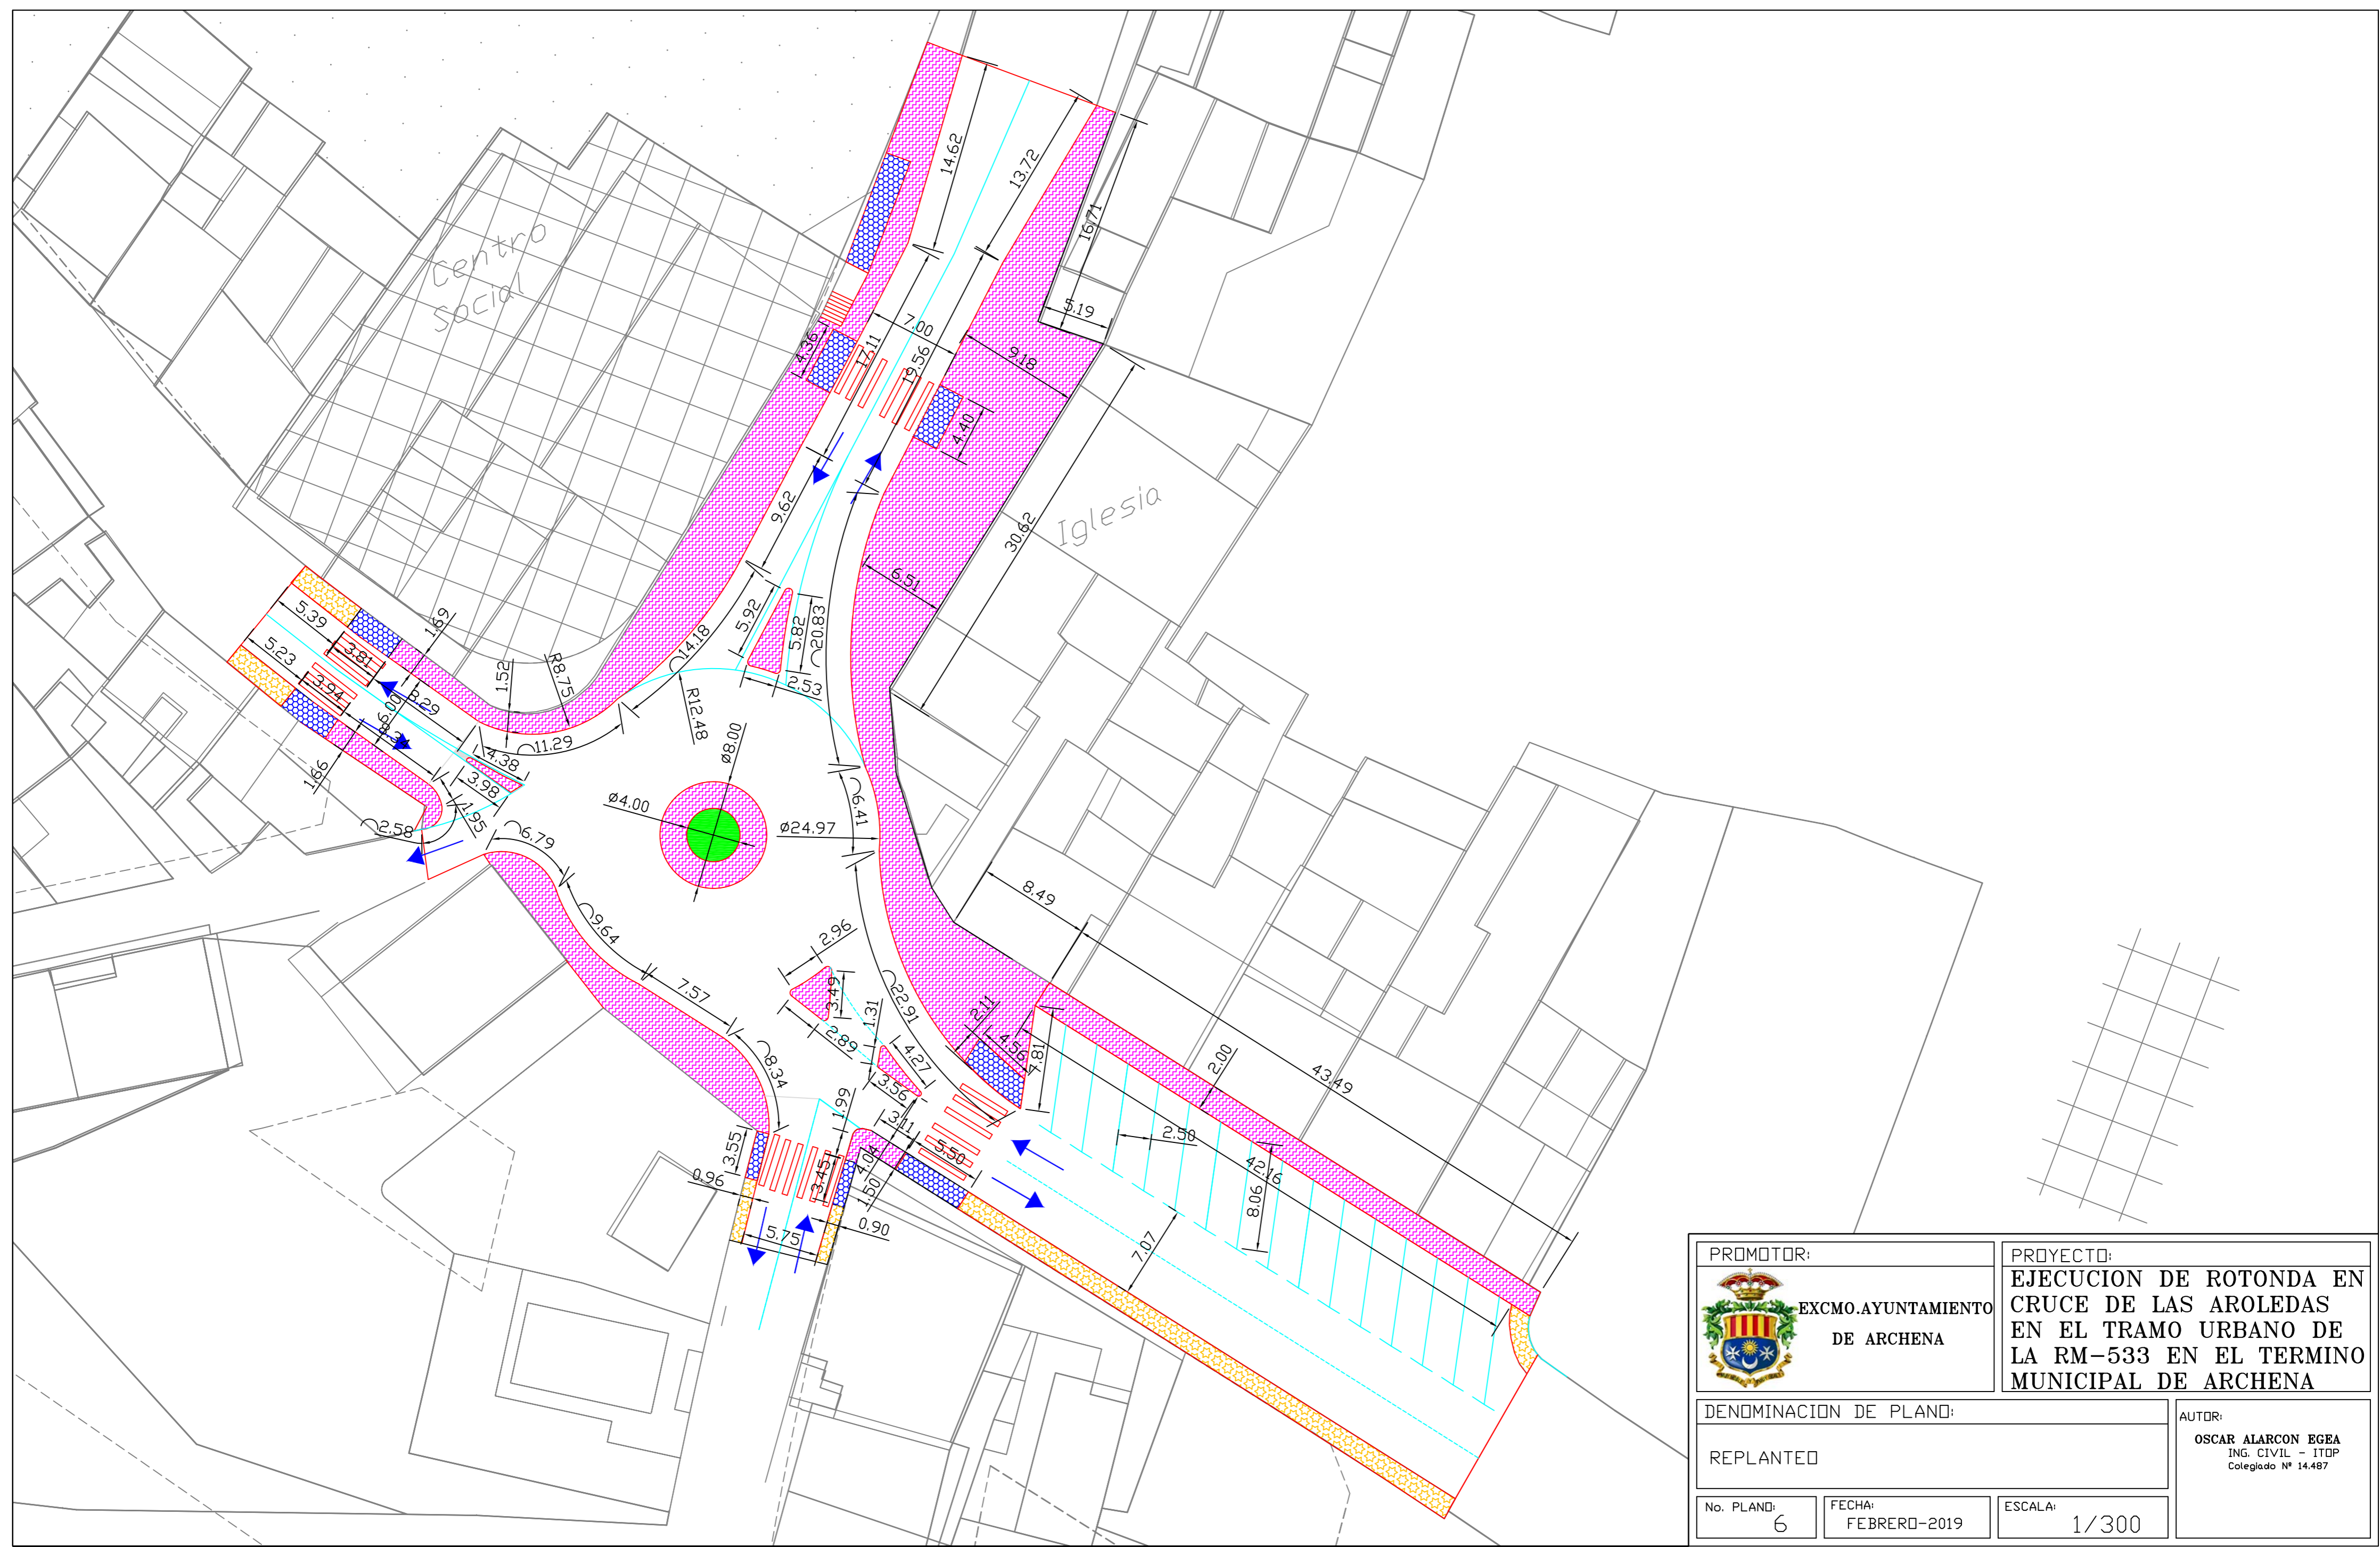 Centro
social
Iglesia
14.62
13.72
16.71
5.19
7.00
17.11
19.56
9.18
4.36
4.40
9.62
30.62
6.51
5.92
5.82
20.83
14.18
2.53
R8.75
R12.48
1.52
1.69
5.39
5.23
3.81
3.94
8.29
6.00
1.66
4.38
3.98
11.29
1.95
2.58
6.79
ø8.00
ø4.00
ø24.97
6.41
9.64
7.57
8.34
2.96
3.49
2.89
1.31
4.27
3.56
22.91
2.11
4.56
4.81
8.49
43.49
2.00
2.50
42.16
8.06
7.07
1.99
3.11
5.50
4.04
1.50
3.55
3.45
0.96
0.90
5.75
PROMOTOR:
EXCMO.AYUNTAMIENTO
DE ARCHENA
PROYECTO:
EJECUCION DE ROTONDA EN
CRUCE DE LAS AROLEDAS
EN EL TRAMO URBANO DE
LA RM-533 EN EL TERMINO
MUNICIPAL DE ARCHENA
DENOMINACION DE PLANO:
REPLANTEO
AUTOR:
OSCAR ALARCON EGEA
ING. CIVIL - ITOP
Colegiado Nº 14.487
No. PLANO:
6
FECHA:
FEBRERO-2019
ESCALA:
1/300